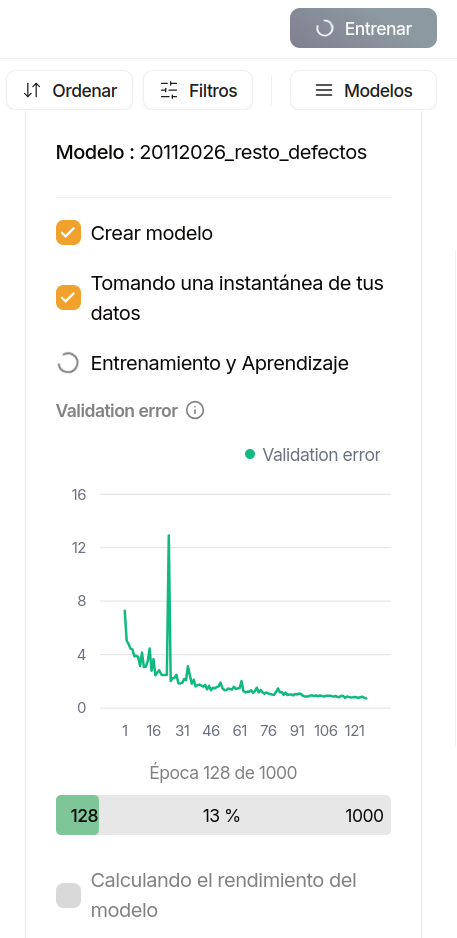 Entrenar
Ordenar
Filtros
Modelos
Modelo : 20112026_resto_defectos
Crear modelo
Tomando una instantánea de tus
datos
Entrenamiento y Aprendizaje
Validation error
Validation error
16
12
8
4
0
1 16 31 46 61 76 91 106 121
Época 128 de 1000
128 13 % 1000
Calculando el rendimiento del
modelo